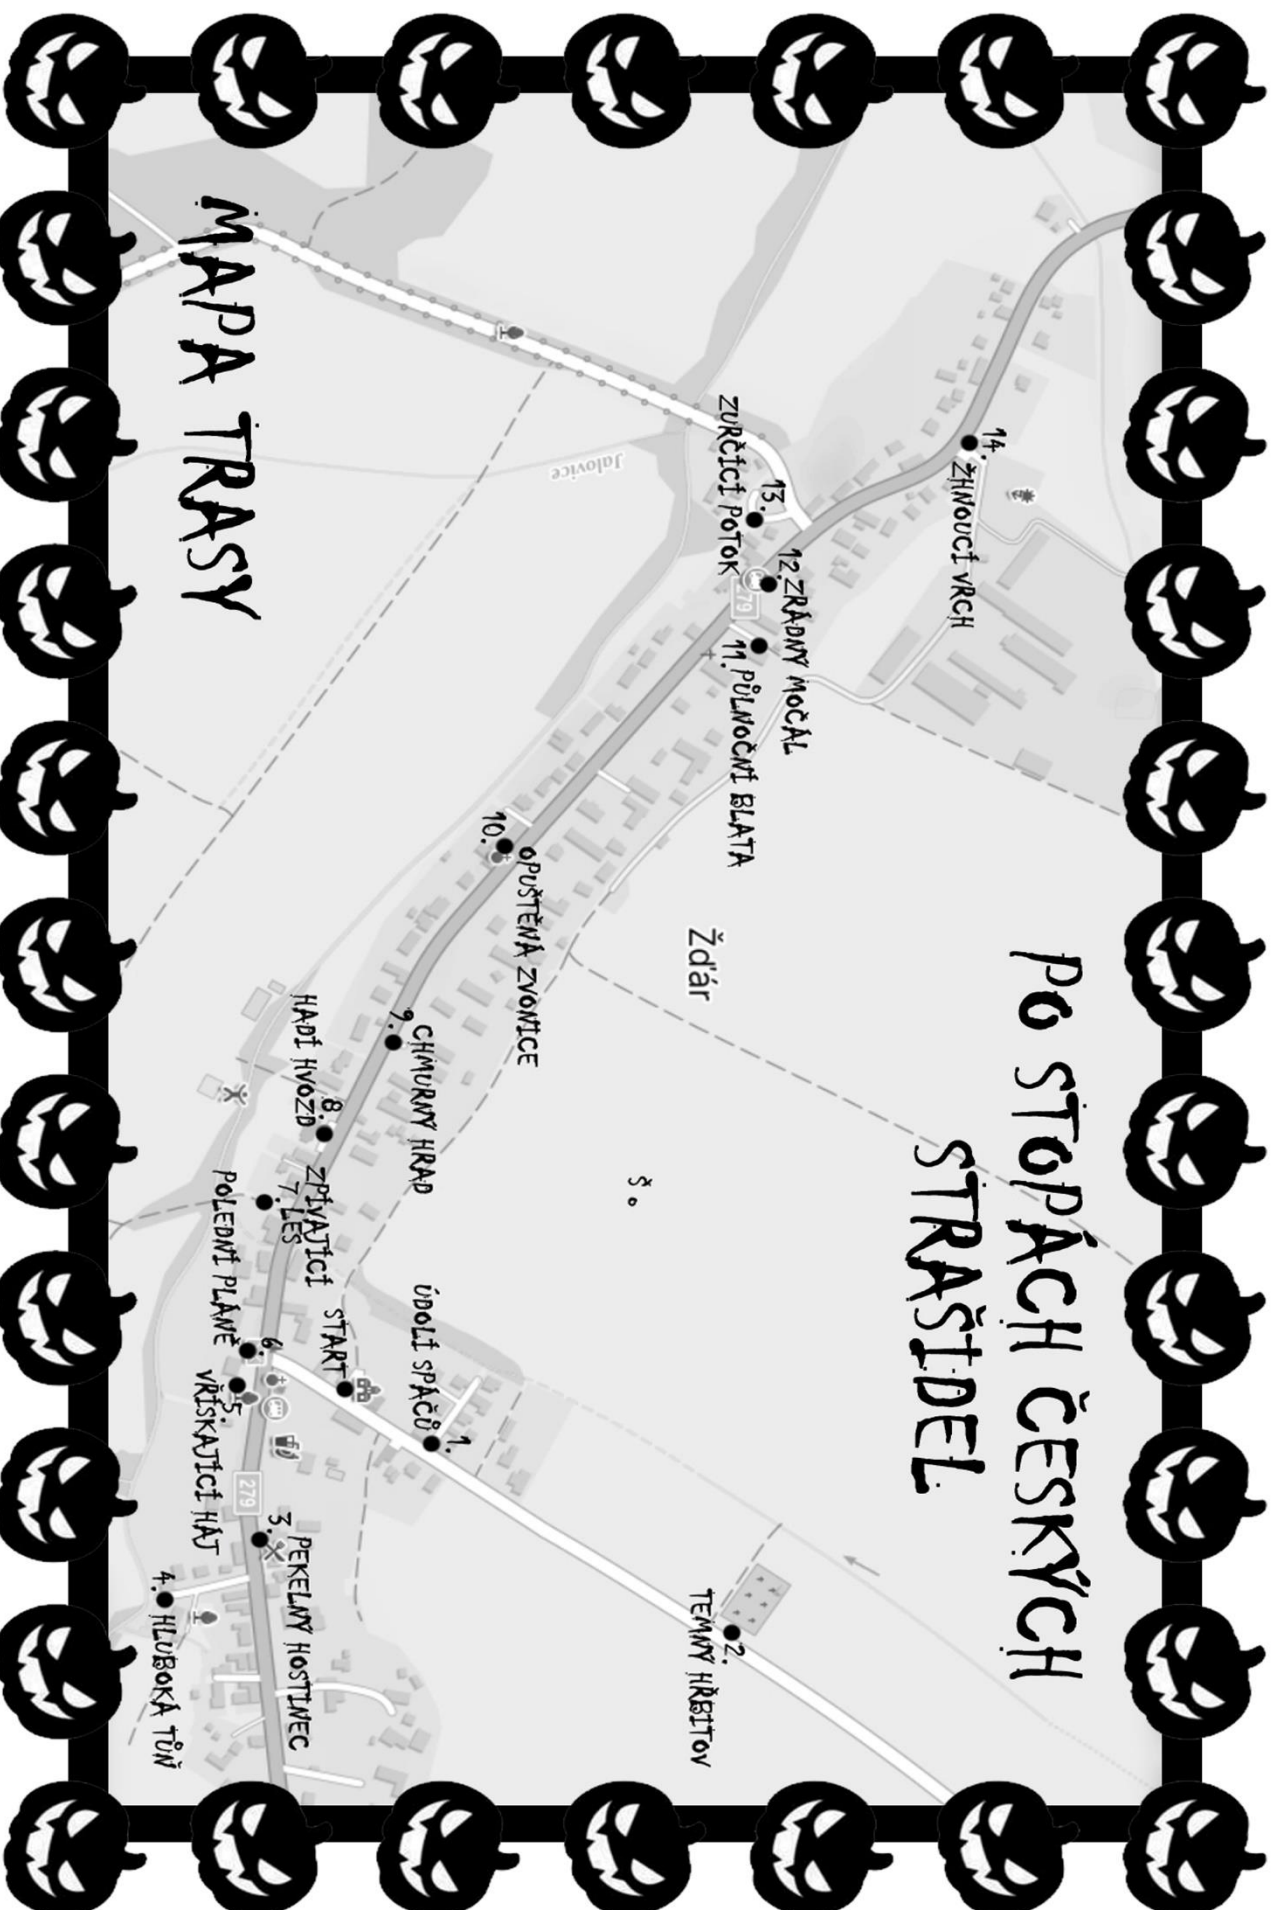 PO STOPÁCH ČESKÝCH
STRAŠIDEL
MAPA TRASY
Žďár
Š.
Jalovice
279
279
START
1.
ÚDOLÍ SPÁČŮ
2.
TEMNÝ HŘBITOV
3. PEKELNÝ HOSTINEC
4. HLUBOKÁ TŮŇ
5.
VŘÍSKAJÍCÍ HÁJ
6.
POLEDNÍ PLÁNĚ
ZPÍVAJÍCÍ
7. LES
8.
HADÍ HVOZD
9. CHMURNÝ HRAD
10. OPUŠTĚNÁ ZVONICE
11. PŮLNOČNÍ BLATA
12. ZRÁDNÝ MOČÁL
13.
ZURČÍCÍ POTOK
14. ŽHNOUCÍ VRCH